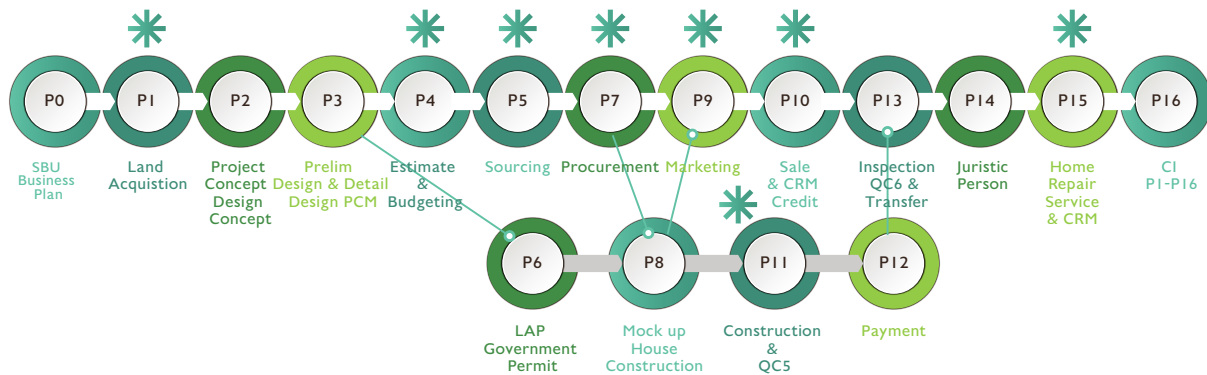 P0
P1
P2
P3
P4
P5
P7
P9
P10
P13
P14
P15
P16
SBU
Business
Plan
Land
Acquistion
Project
Concept
Design
Concept
Prelim
Design & Detail
Design PCM
Estimate
&
Budgeting
Sourcing
Procurement
Marketing
Sale
& CRM
Credit
Inspection
QC6 &
Transfer
Juristic
Person
Home
Repair
Service
& CRM
CI
P1-P16
P6
P8
P11
P12
LAP
Government
Permit
Mock up
House
Construction
Construction
&
QC5
Payment